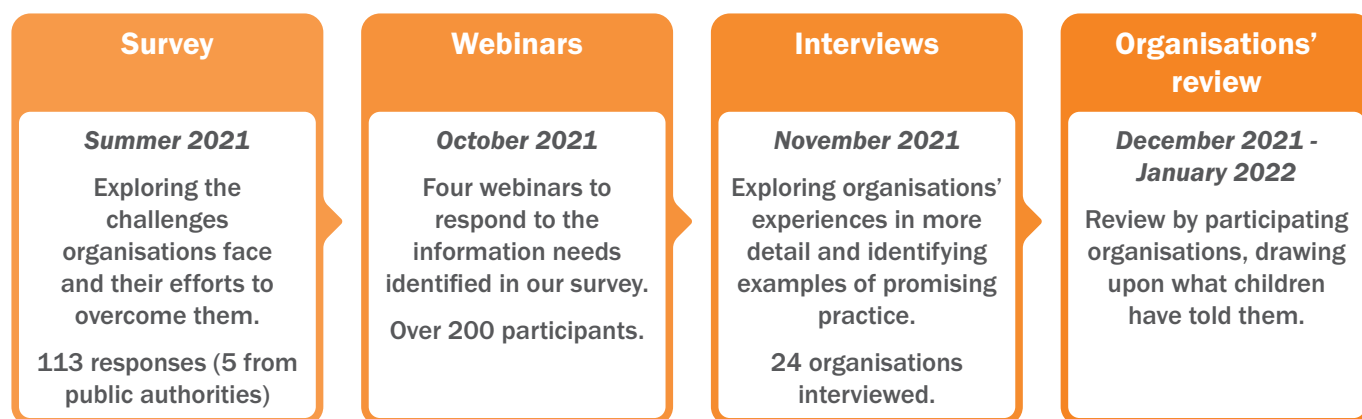 Survey
Summer 2021
Exploring the
challenges
organisations face
and their efforts to
overcome them.
113 responses (5 from
public authorities)
Webinars
October 2021
Four webinars to
respond to the
information needs
identified in our survey.
Over 200 participants.
Interviews
November 2021
Exploring organisations’
experiences in more
detail and identifying
examples of promising
practice.
24 organisations
interviewed.
Organisations’
review
December 2021 -
January 2022
Review by participating
organisations, drawing
upon what children
have told them.